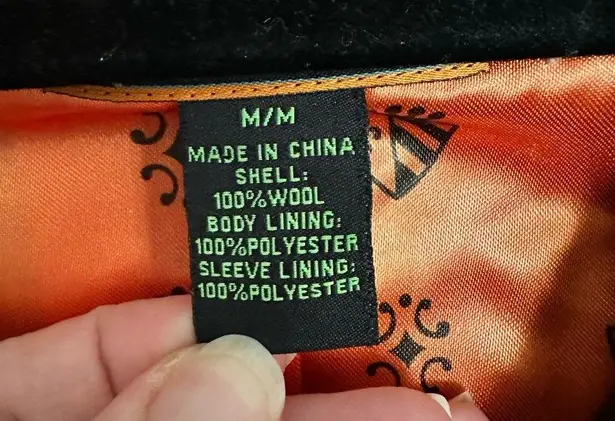 M/M
MADE IN CHINA
SHELL:
100%WOOL
BODY LINING:
100%POLYESTER
SLEEVE LINING:
100%POLYESTER